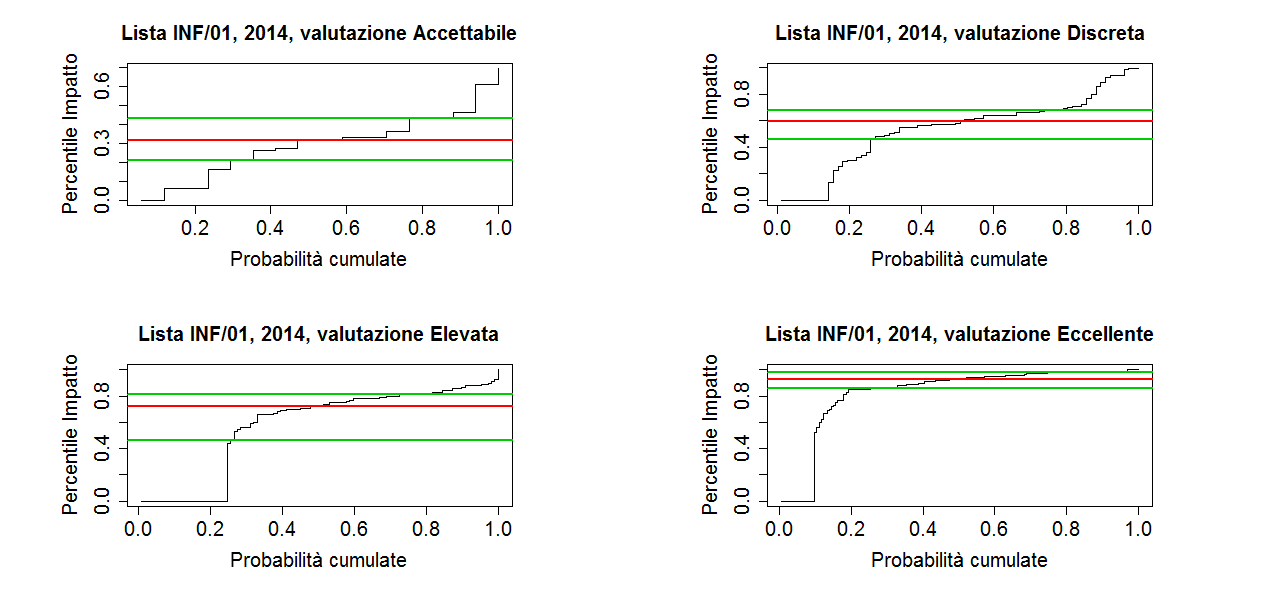 Lista INF/01, 2014, valutazione Accettabile
Percentile Impatto
0.0 0.3 0.6
0.2 0.4 0.6 0.8 1.0
Probabilità cumulate
Lista INF/01, 2014, valutazione Discreta
Percentile Impatto
0.0 0.4 0.8
0.0 0.2 0.4 0.6 0.8 1.0
Probabilità cumulate
Lista INF/01, 2014, valutazione Elevata
Percentile Impatto
0.0 0.4 0.8
0.0 0.2 0.4 0.6 0.8 1.0
Probabilità cumulate
Lista INF/01, 2014, valutazione Eccellente
Percentile Impatto
0.0 0.4 0.8
0.0 0.2 0.4 0.6 0.8 1.0
Probabilità cumulate